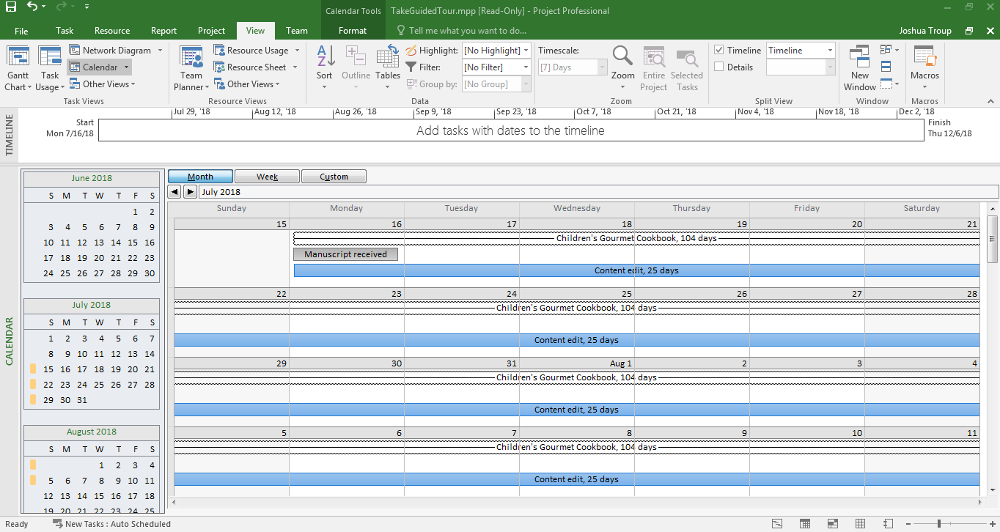 Calendar Tools TakeGuidedTour.mpp [Read-Only] - Project Professional
File Task Resource Report Project View Team Format Tell me what you want to do... Joshua Troup
Gantt Chart
Task Usage
Network Diagram
Calendar
Other Views
Task Views
Team Planner
Resource Usage
Resource Sheet
Other Views
Resource Views
Sort
Outline
Tables
Highlight: [No Highlight]
Filter: [No Filter]
Group by: [No Group]
Data
Timescale:
[7] Days
Zoom
Entire Project
Selected Tasks
Zoom
Timeline Timeline
Details
Split View
New Window
Window
Macros
Macros
TIMELINE
Jul 29, '18 Aug 12, '18 Aug 26, '18 Sep 9, '18 Sep 23, '18 Oct 7, '18 Oct 21, '18 Nov 4, '18 Nov 18, '18 Dec 2, '18
Start
Mon 7/16/18
Add tasks with dates to the timeline
Finish
Thu 12/6/18
CALENDAR
June 2018
S M T W T F S
1 2
3 4 5 6 7 8 9
10 11 12 13 14 15 16
17 18 19 20 21 22 23
24 25 26 27 28 29 30
July 2018
S M T W T F S
1 2 3 4 5 6 7
8 9 10 11 12 13 14
15 16 17 18 19 20 21
22 23 24 25 26 27 28
29 30 31
August 2018
S M T W T F S
1 2 3 4
5 6 7 8 9 10 11
12 13 14 15 16 17 18
19 20 21 22 23 24 25
Month Week Custom
July 2018
Sunday Monday Tuesday Wednesday Thursday Friday Saturday
15 16 17 18 19 20 21
Children's Gourmet Cookbook, 104 days
Manuscript received
Content edit, 25 days
22 23 24 25 26 27 28
Children's Gourmet Cookbook, 104 days
Content edit, 25 days
29 30 31 Aug 1 2 3 4
Children's Gourmet Cookbook, 104 days
Content edit, 25 days
5 6 7 8 9 10 11
Children's Gourmet Cookbook, 104 days
Content edit, 25 days
Ready New Tasks : Auto Scheduled